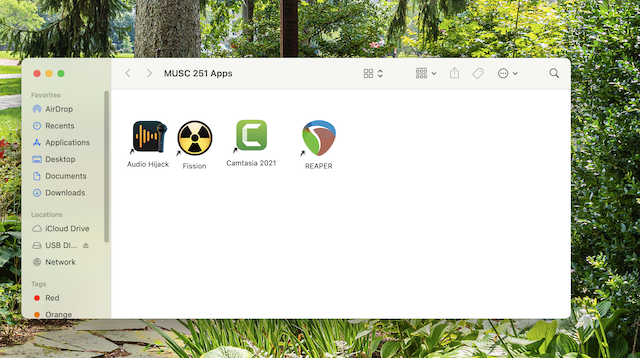 MUSC 251 Apps
Favorites
AirDrop
Recents
Applications
Desktop
Documents
Downloads
Locations
iCloud Drive
USB DI...
Network
Tags
Red
Orange
Audio Hijack
Fission
Camtasia 2021
REAPER